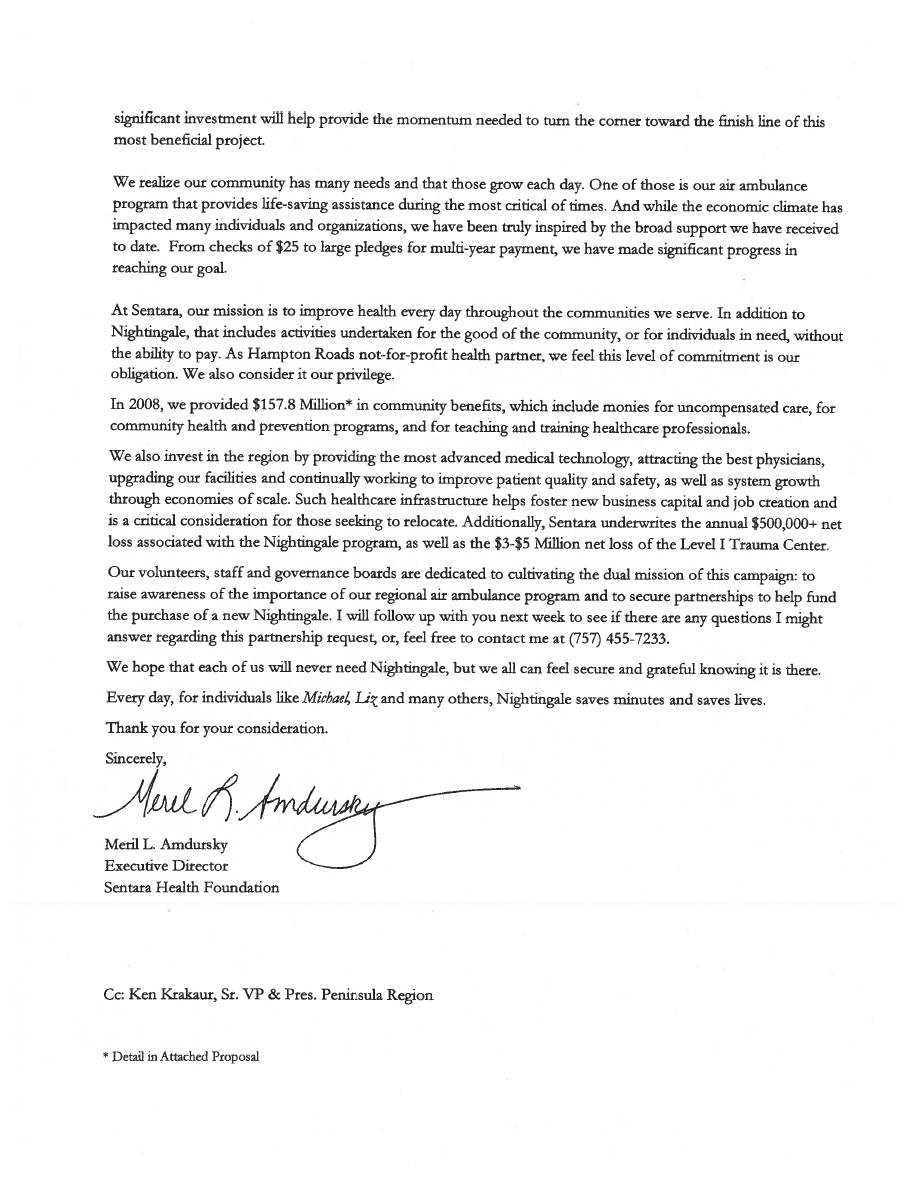 significant investment will help provide the momentum needed to turn the corner toward the finish line of this
most beneficial project.
We realize our community has many needs and that those grow each day. One of those is our air ambulance
program that provides life-saving assistance during the most critical of times. And while the economic climate has
impacted many individuals and organizations, we have been truly inspired by the broad support we have received
to date. From checks of $25 to large pledges for multi-year payment, we have made significant progress in
reaching our goal.
At Sentara, our mission is to improve health every day throughout the communities we serve. In addition to
Nightingale, that includes activities undertaken for the good of the community, or for individuals in need, without
the ability to pay. As Hampton Roads not-for-profit health partner, we feel this level of commitment is our
obligation. We also consider it our privilege.
In 2008, we provided $157.8 Million* in community benefits, which include monies for uncompensated care, for
community health and prevention programs, and for teaching and training healthcare professionals.
We also invest in the region by providing the most advanced medical technology, attracting the best physicians,
upgrading our facilities and continually working to improve patient quality and safety, as well as system growth
through economies of scale. Such healthcare infrastructure helps foster new business capital and job creation and
is a critical consideration for those seeking to relocate. Additionally, Sentara underwrites the annual $500,000+ net
loss associated with the Nightingale program, as well as the $3-$5 Million net loss of the Level I Trauma Center.
Our volunteers, staff and governance boards are dedicated to cultivating the dual mission of this campaign: to
raise awareness of the importance of our regional air ambulance program and to secure partnerships to help fund
the purchase of a new Nightingale. I will follow up with you next week to see if there are any questions I might
answer regarding this partnership request, or, feel free to contact me at (757) 455-7233.
We hope that each of us will never need Nightingale, but we all can feel secure and grateful knowing it is there.
Every day, for individuals like Michael, Liz and many others, Nightingale saves minutes and saves lives.
Thank you for your consideration.
Sincerely,
Meril L. Amdursky
Meril L. Amdursky
Executive Director
Sentara Health Foundation
Cc: Ken Krakaur, Sr. VP & Pres. Peninsula Region
* Detail in Attached Proposal